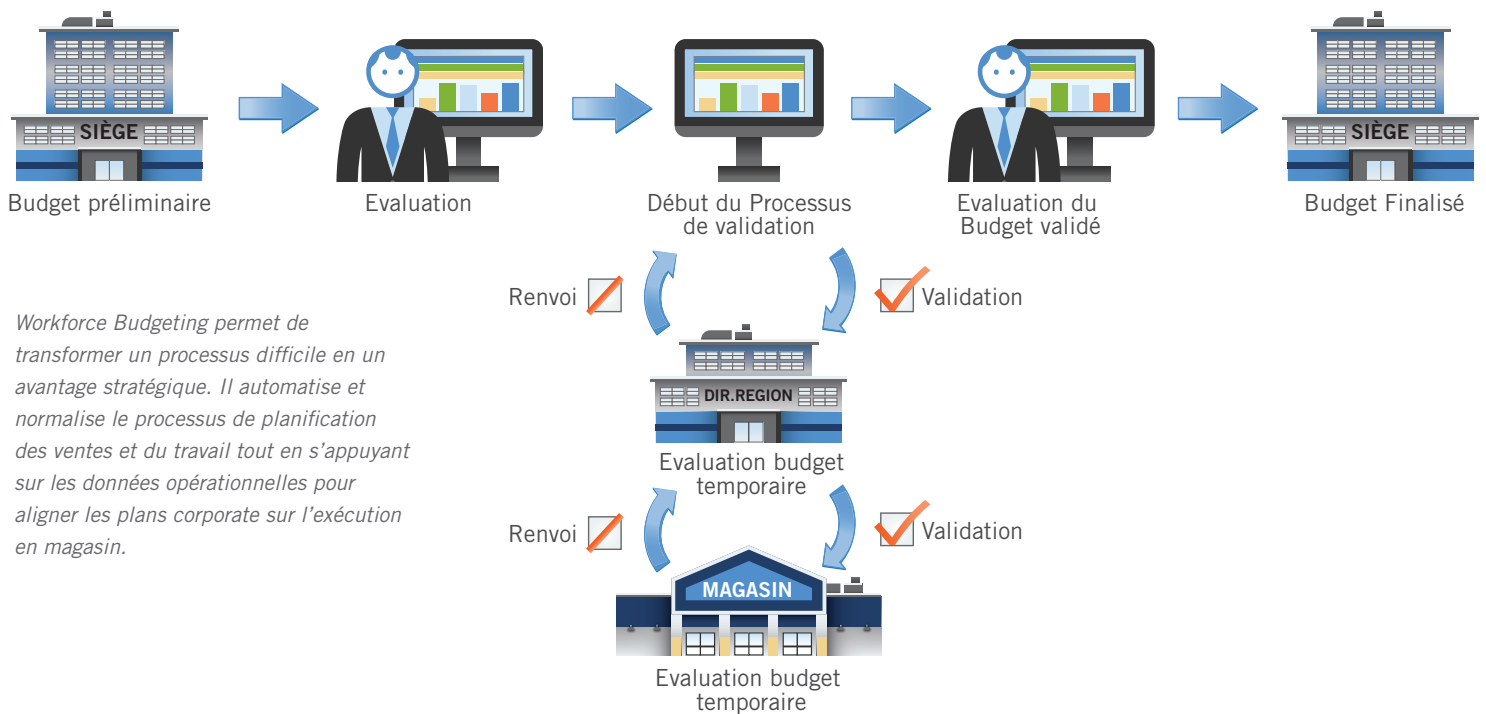 SIÈGE
Budget préliminaire
Evaluation
Début du Processus
de validation
Evaluation du
Budget validé
SIÈGE
Budget Finalisé
Renvoi
Validation
Workforce Budgeting permet de
transformer un processus difficile en un
avantage stratégique. Il automatise et
normalise le processus de planification
des ventes et du travail tout en s’appuyant
sur les données opérationnelles pour
aligner les plans corporate sur l’exécution
en magasin.
DIR.REGION
Evaluation budget
temporaire
Renvoi
Validation
MAGASIN
Evaluation budget
temporaire